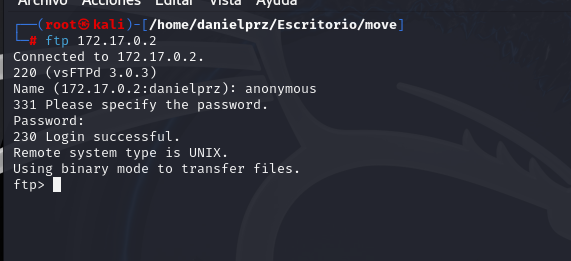 Archivo Acciones Editar Vista Ayuda
┌──(root㉿kali)-[/home/danielprz/Escritorio/move]
└─# ftp 172.17.0.2
Connected to 172.17.0.2.
220 (vsFTPd 3.0.3)
Name (172.17.0.2:danielprz): anonymous
331 Please specify the password.
Password:
230 Login successful.
Remote system type is UNIX.
Using binary mode to transfer files.
ftp>